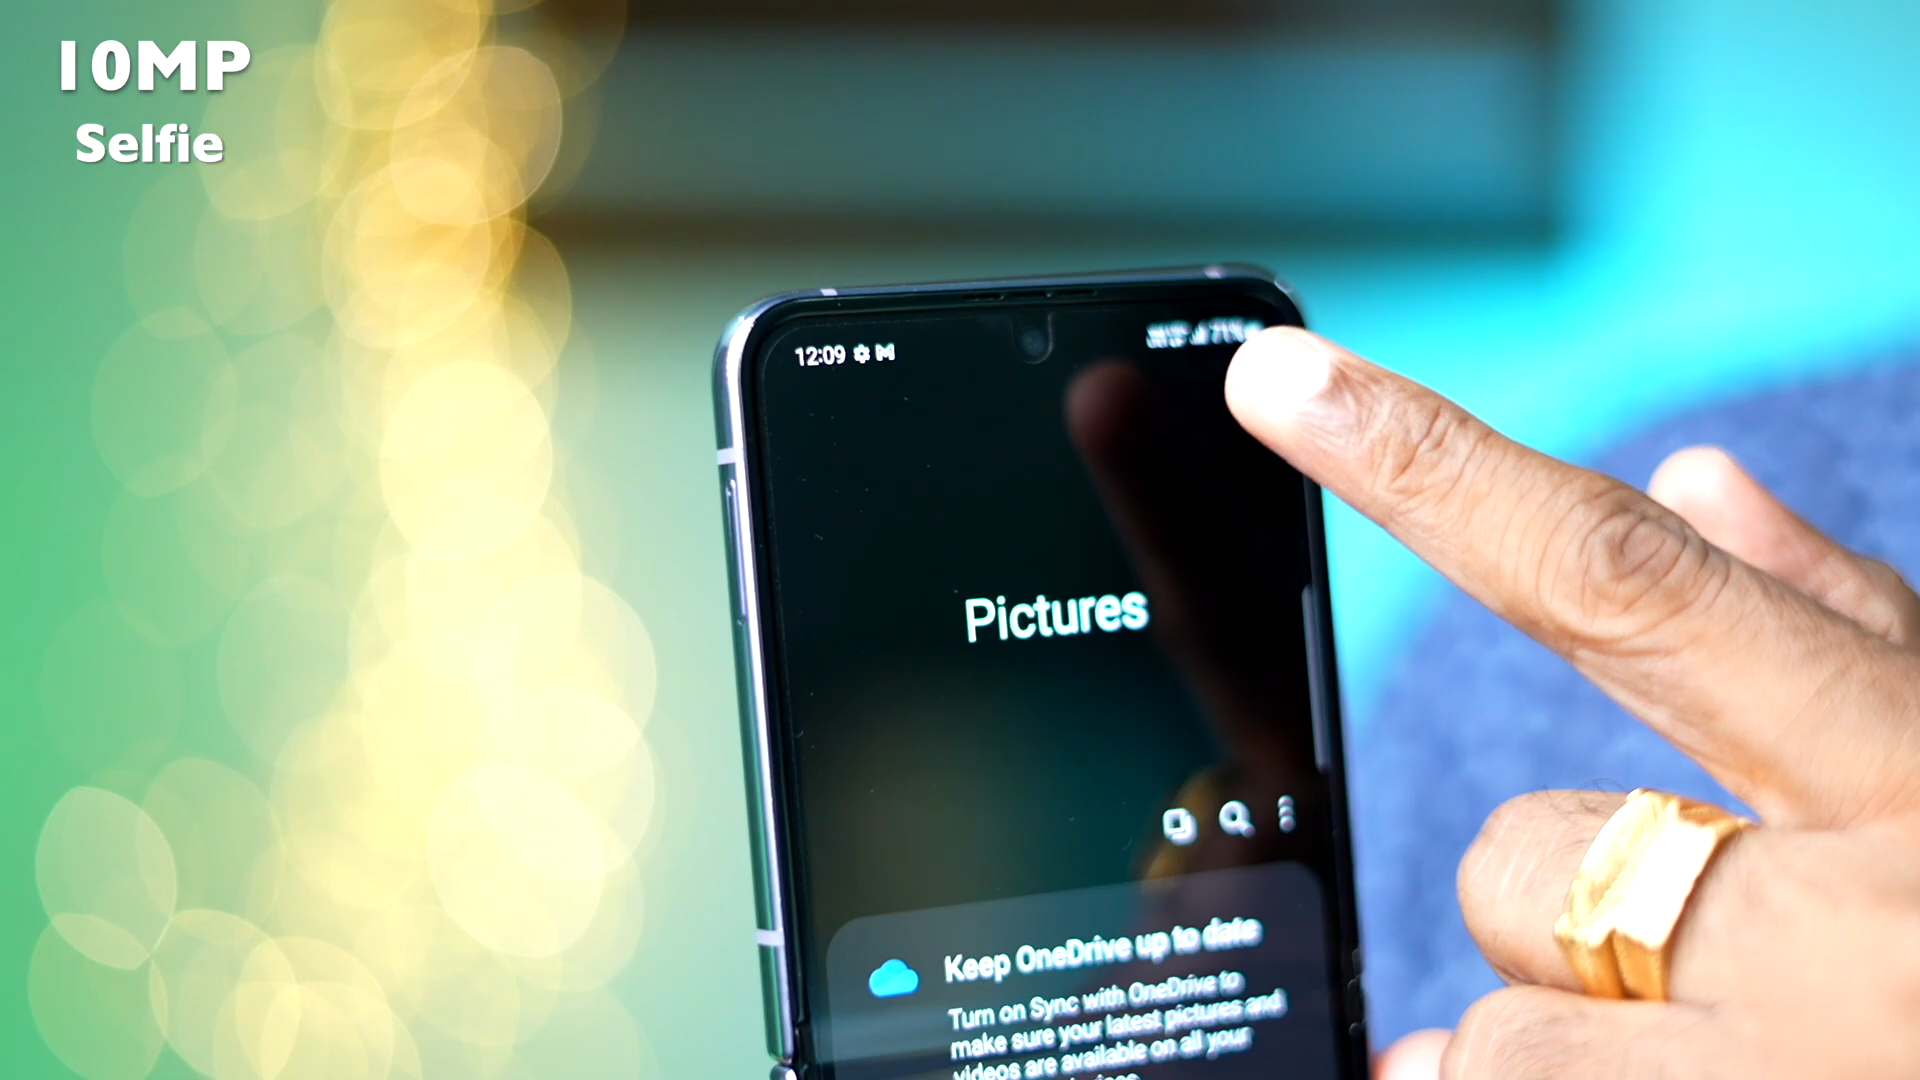 10MP
Selfie
12:09
Pictures
Keep OneDrive up to date
Turn on Sync with OneDrive to
make sure your latest pictures and
videos are available on all your